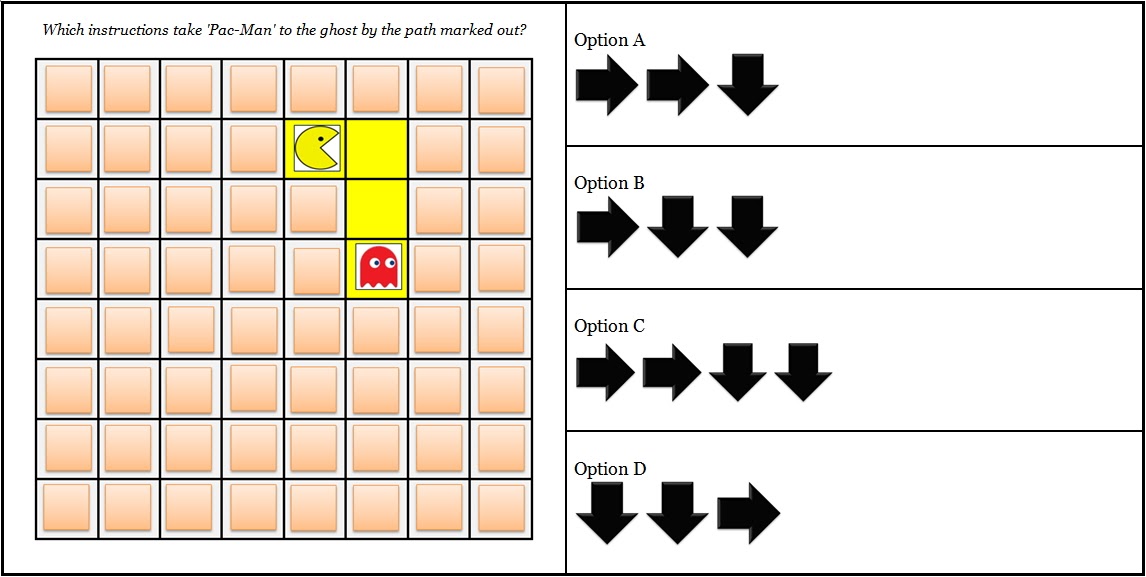 Which instructions take 'Pac-Man' to the ghost by the path marked out?
Option A
Option B
Option C
Option D